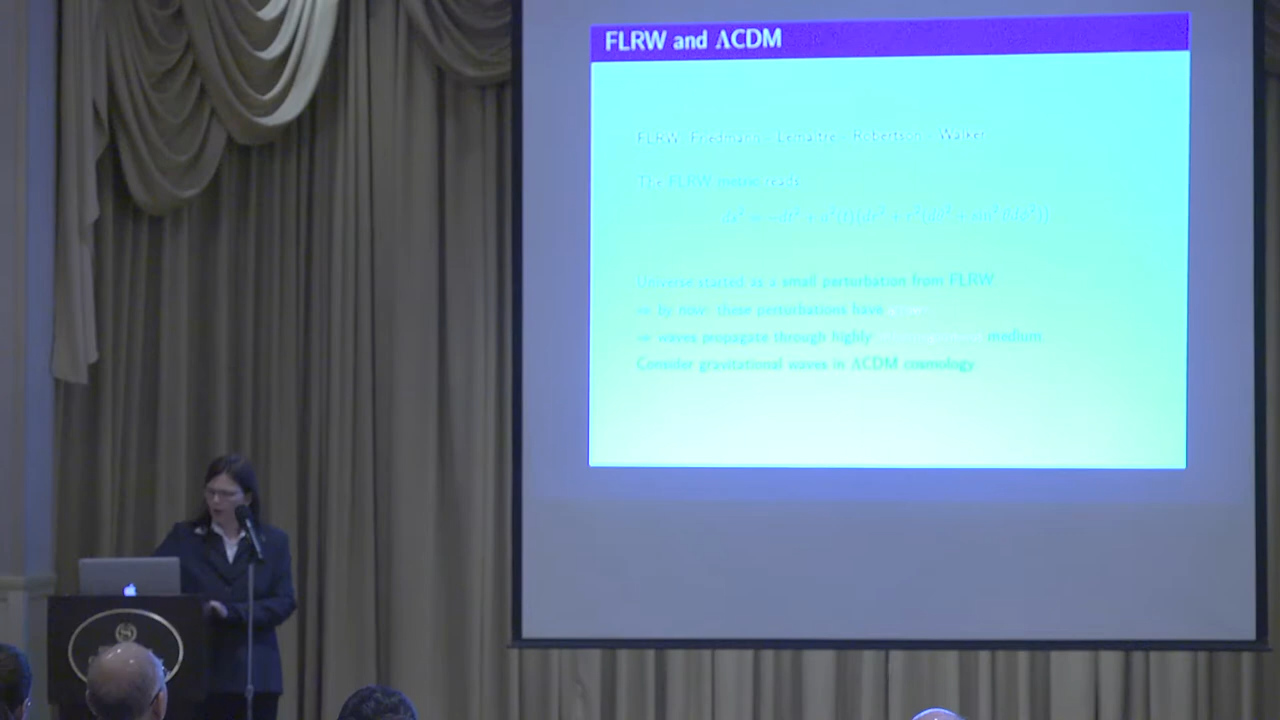 FLRW and ΛCDM
FLRW: Friedmann - Lemaître - Robertson - Walker
The FLRW metric reads
ds² = −dt² + a²(t)(dr² + r²(dθ² + sin²θdφ²))
Universe started as a small perturbation from FLRW
⇒ by now: these perturbations have
⇒ waves propagate through highly medium
Consider gravitational waves in ΛCDM cosmology